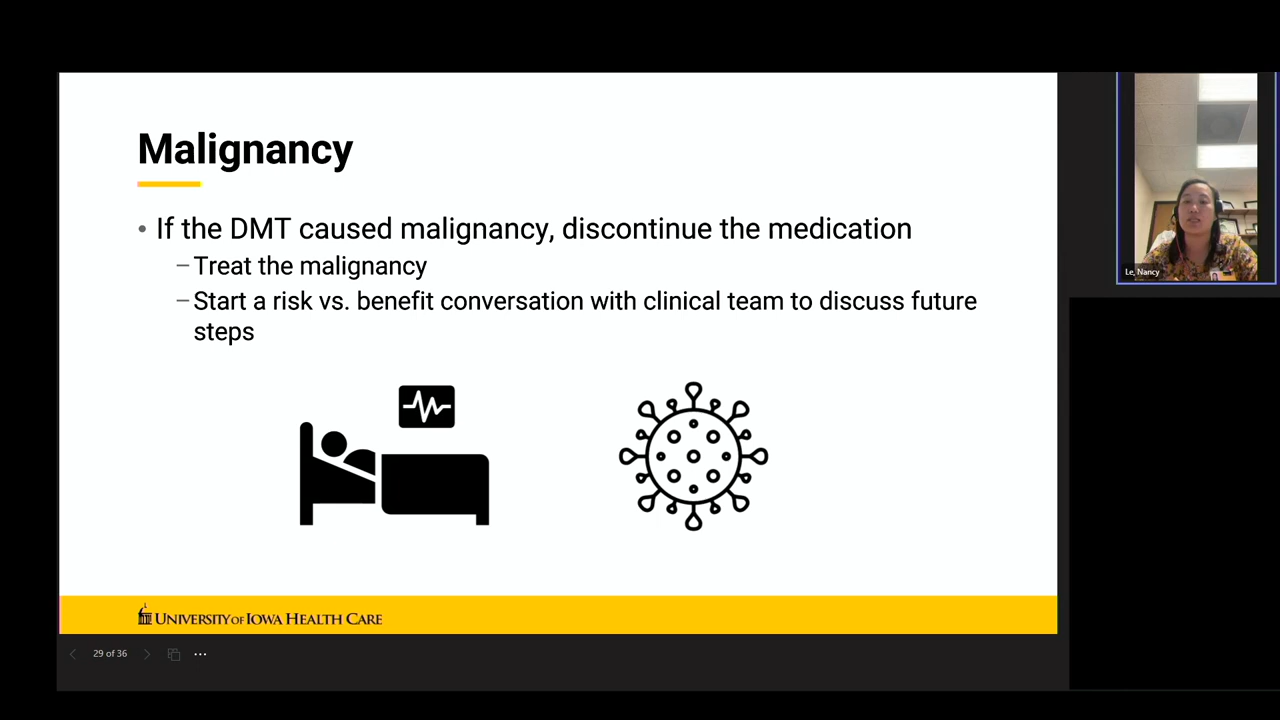 Malignancy
• If the DMT caused malignancy, discontinue the medication
–Treat the malignancy
–Start a risk vs. benefit conversation with clinical team to discuss future
steps
UNIVERSITY OF IOWA HEALTH CARE
29 of 36
Le, Nancy